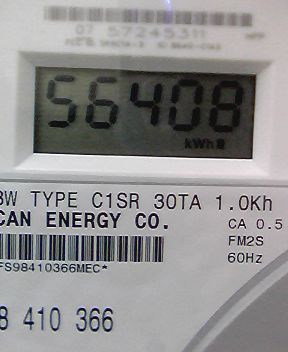 07 57245311
56408
kWh
3W TYPE C1SR 30TA 1.0Kh
CAN ENERGY CO.
CA 0.5
FM2S
60Hz
FS98410366MEC*
8 410 366